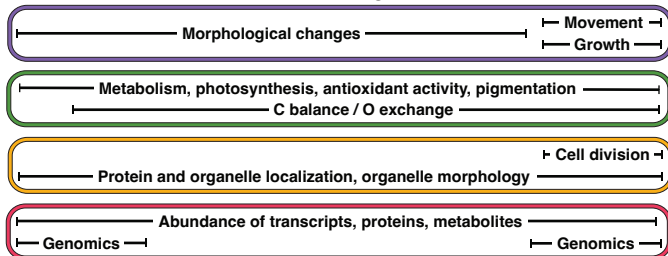 Movement
Morphological changes
Growth
Metabolism, photosynthesis, antioxidant activity, pigmentation
C balance / O exchange
Cell division
Protein and organelle localization, organelle morphology
Abundance of transcripts, proteins, metabolites
Genomics Genomics